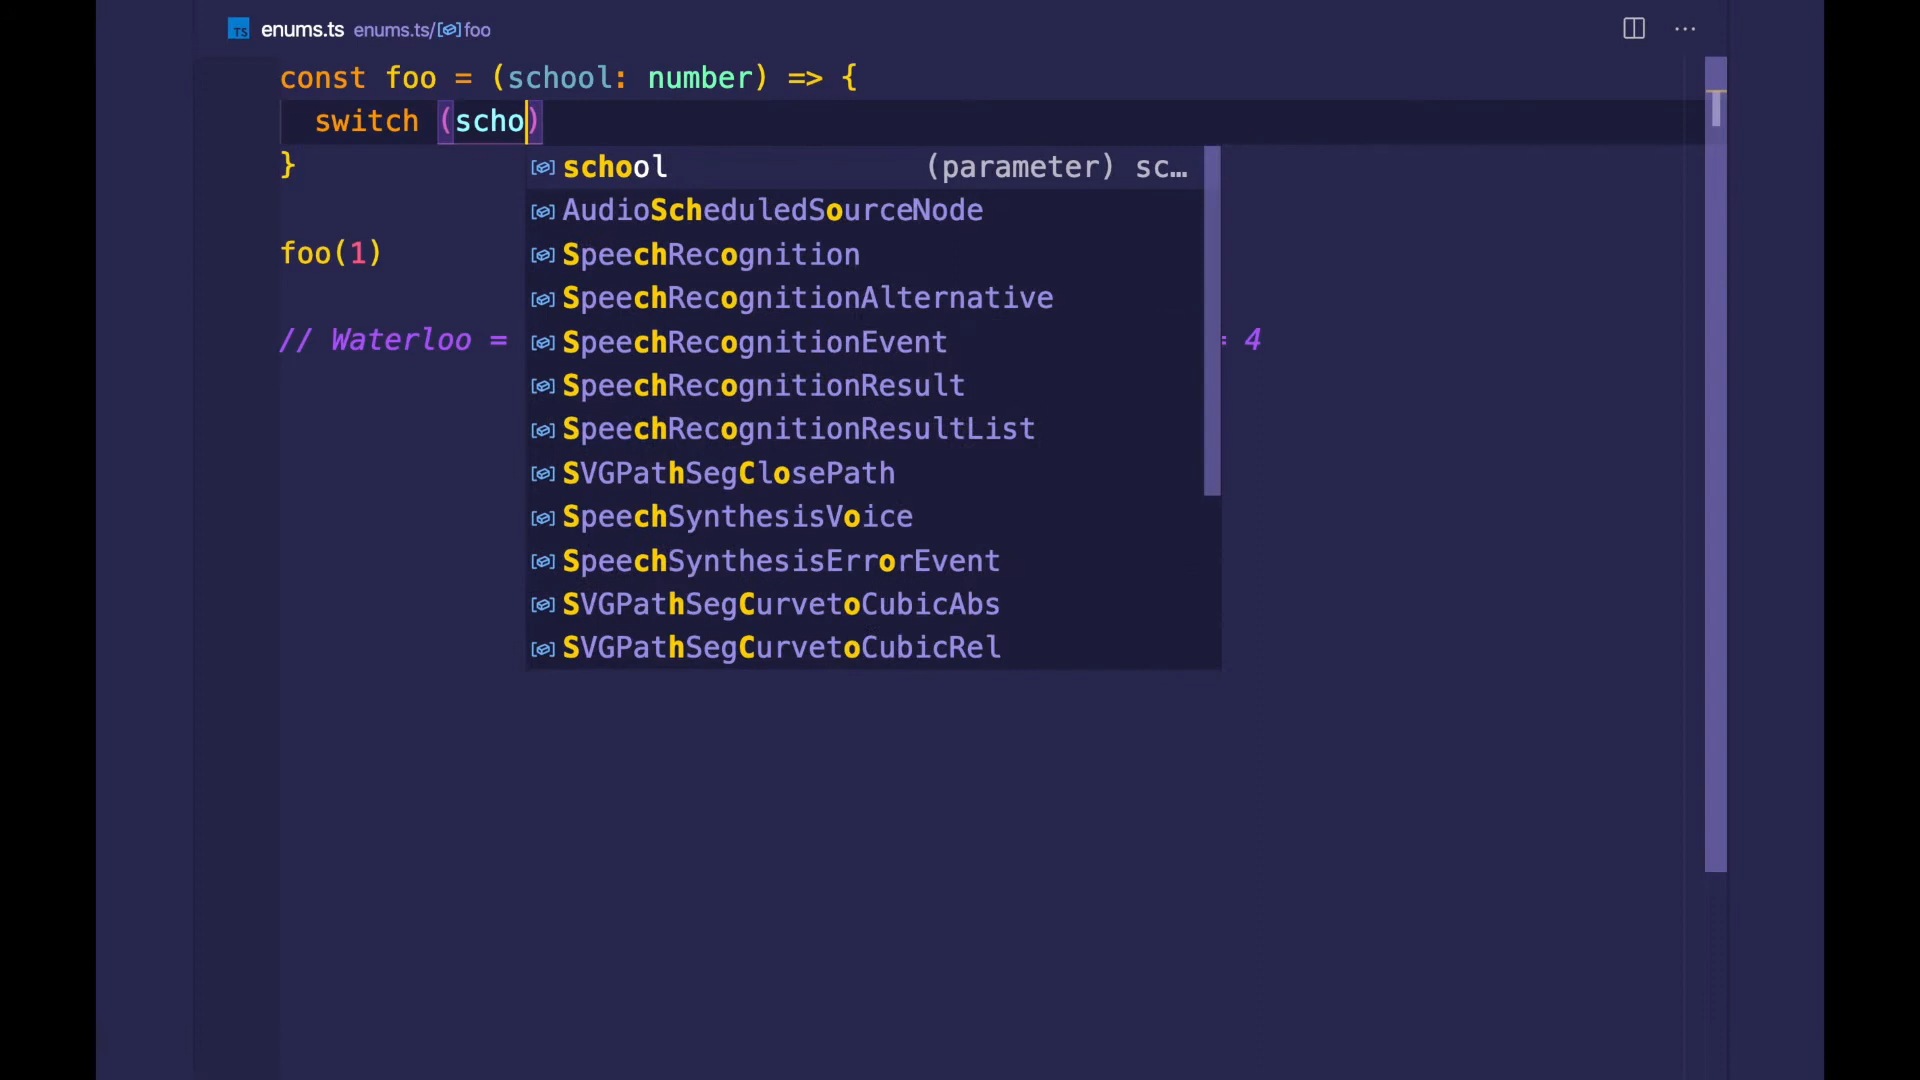 TS enums.ts enums.ts/foo ...
const foo = (school: number) => {
switch (scho)
}
school (parameter) sc…
AudioScheduledSourceNode
SpeechRecognition
foo(1)
SpeechRecognitionAlternative
// Waterloo = = 4
SpeechRecognitionEvent
SpeechRecognitionResult
SpeechRecognitionResultList
SVGPathSegClosePath
SpeechSynthesisVoice
SpeechSynthesisErrorEvent
SVGPathSegCurvetoCubicAbs
SVGPathSegCurvetoCubicRel